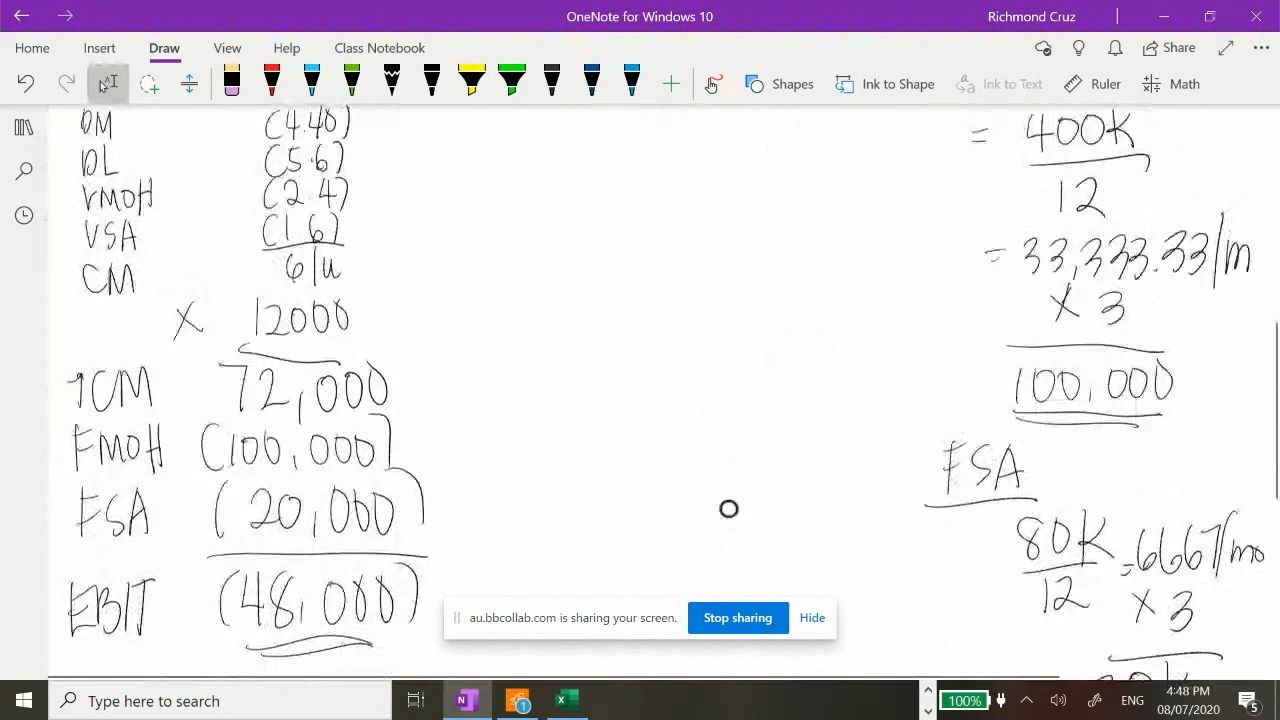 OneNote for Windows 10
Richmond Cruz
Home Insert Draw View Help Class Notebook
Share
Shapes Ink to Shape Ink to Text Ruler Math
DM (4.40)
DL (5.6)
VMOH (2.4)
VSA (1.6)
CM 6/u
X 12000
TCM 72,000
FMOH (100,000)
FSA (20,000)
EBIT (48,000)
= 400K
12
= 33,333.33/m
X 3
100,000
FSA
80K = 6667/mo
12 X 3
au.bbcollab.com is sharing your screen.
Stop sharing
Hide
Type here to search
N
1
100%
ENG
4:48 PM
08/07/2020
5